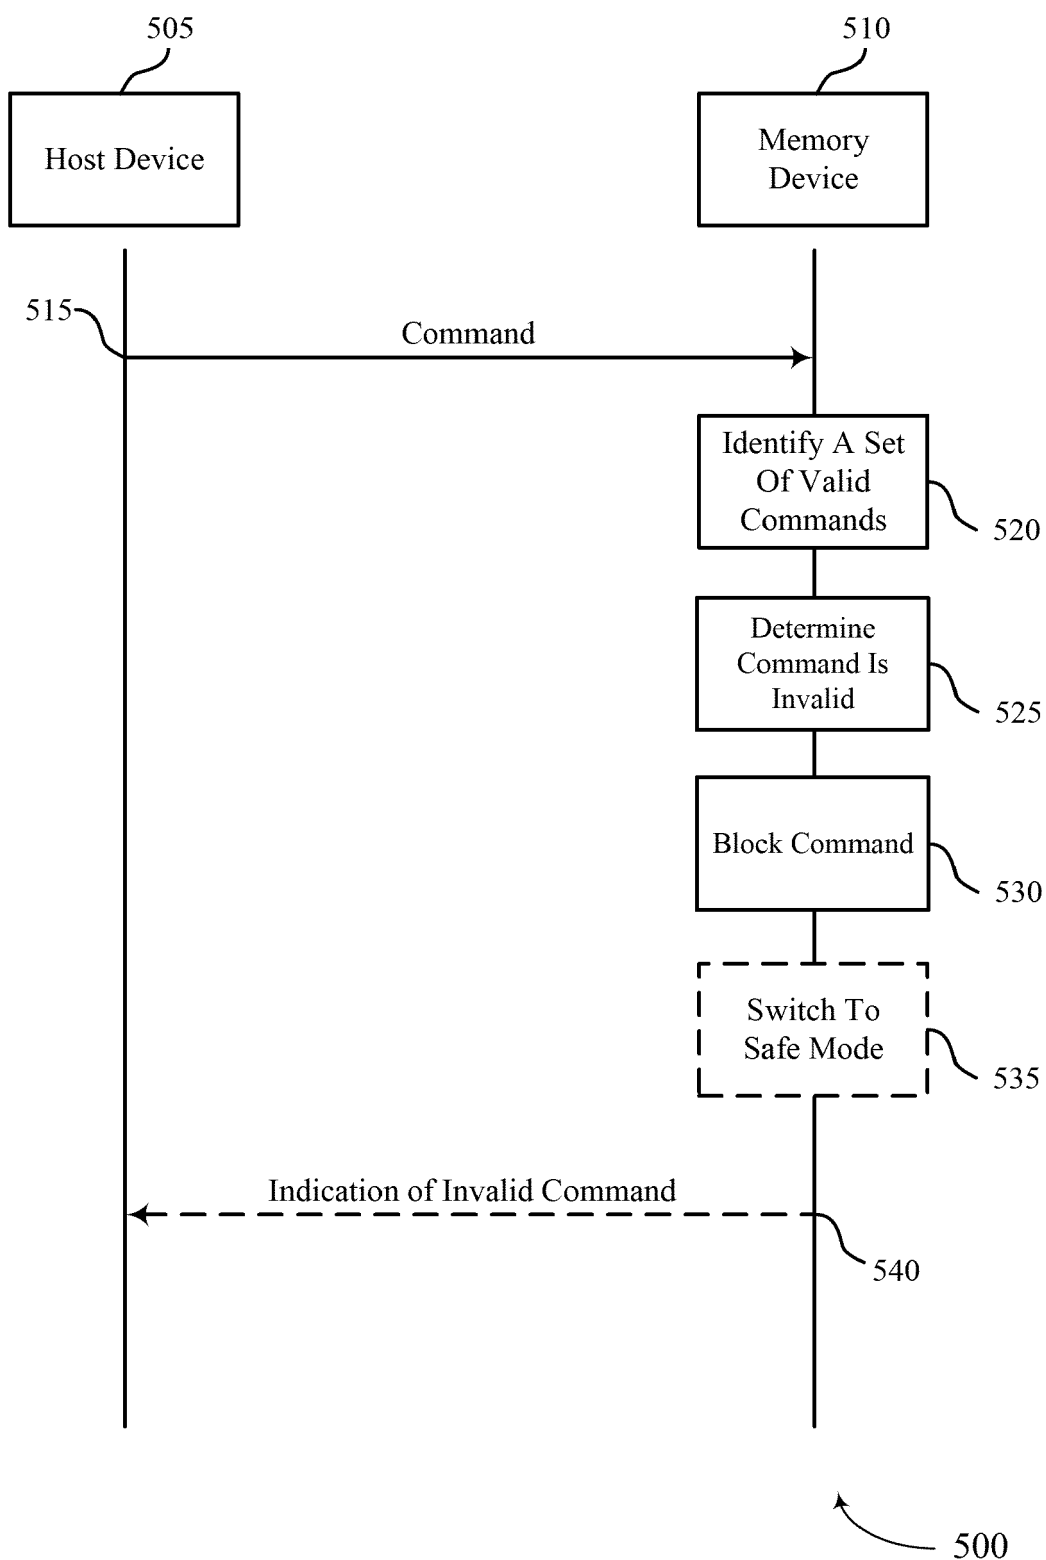 505
510
Host Device
Memory
Device
515
Command
Identify A Set
Of Valid
Commands
520
Determine
Command Is
Invalid
525
Block Command
530
Switch To
Safe Mode
535
Indication of Invalid Command
540
500